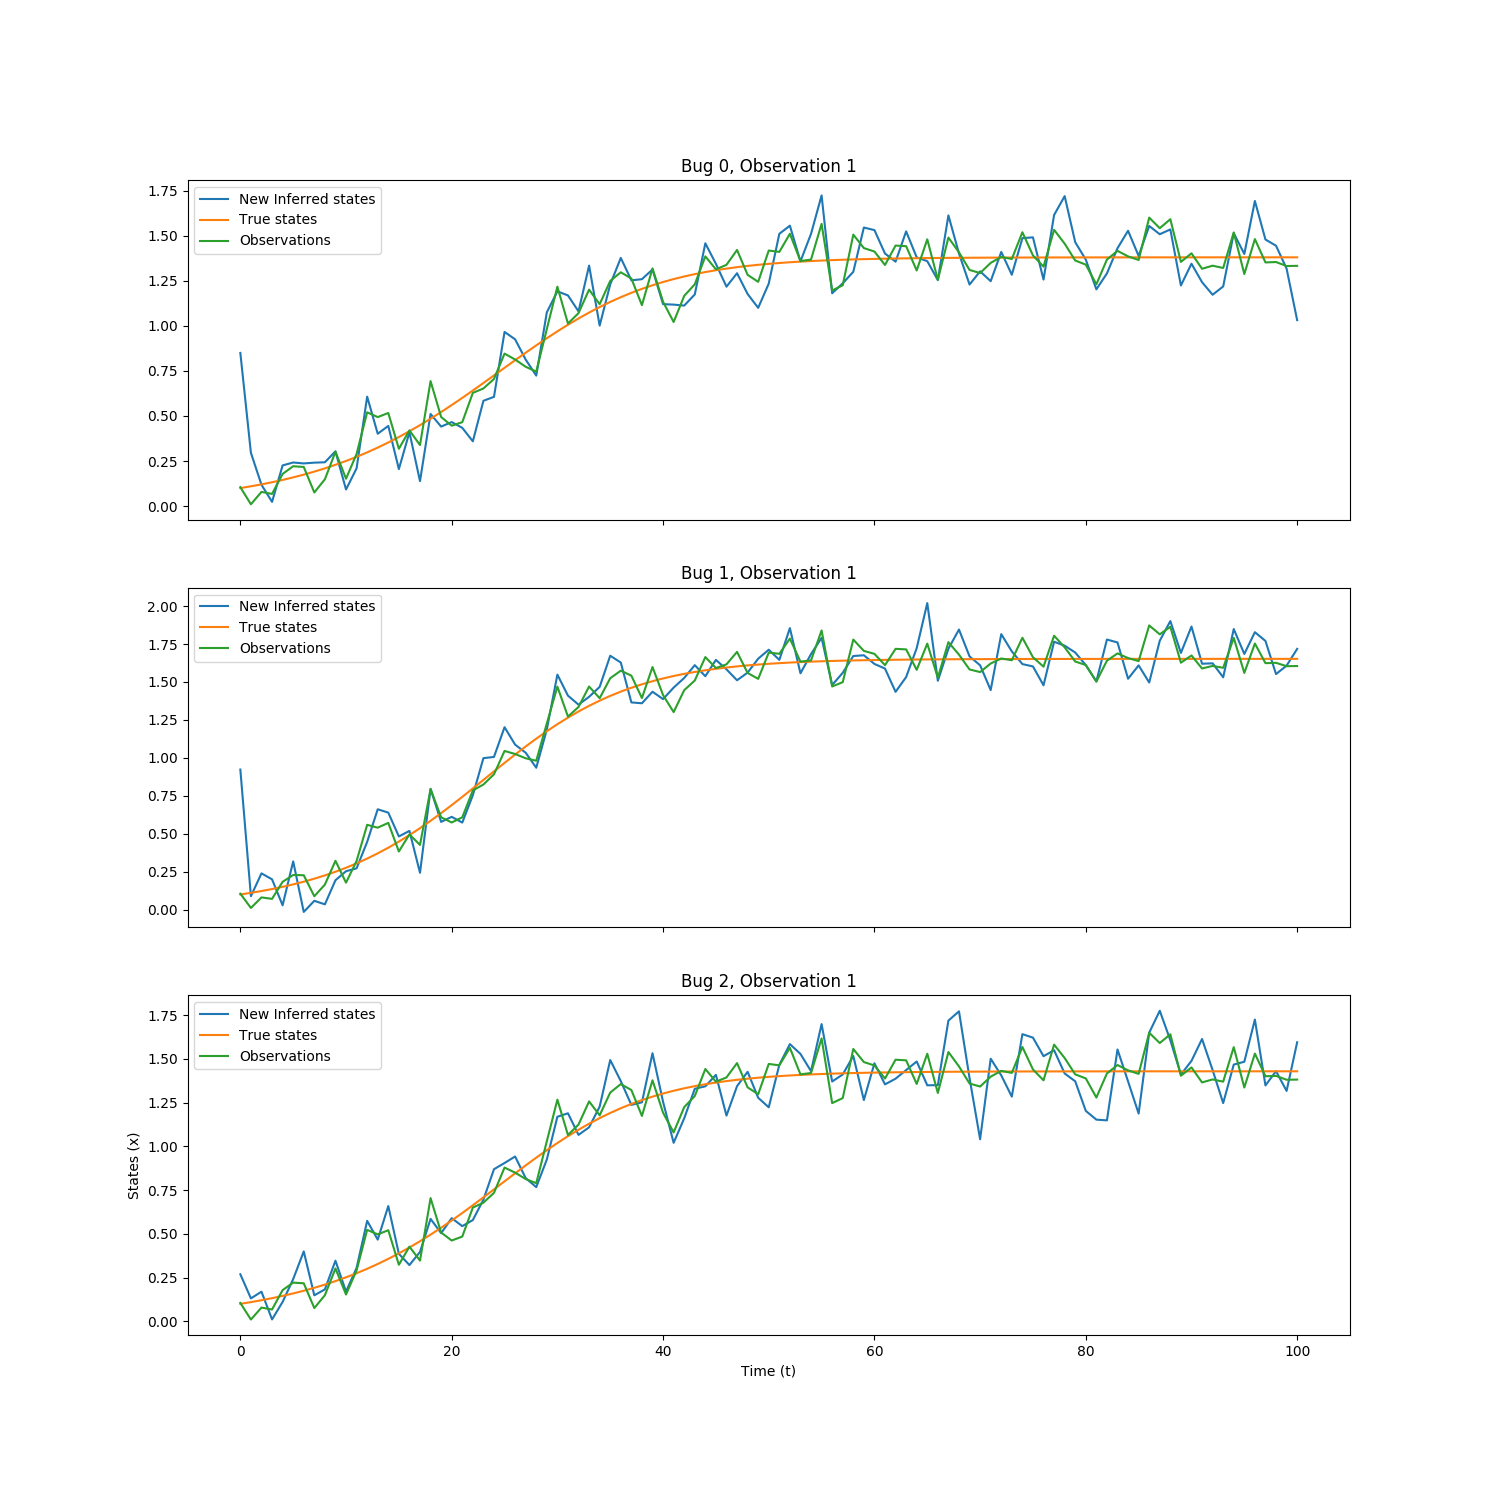 Bug 0, Observation 1
1.75
1.50
1.25
1.00
0.75
0.50
0.25
0.00
New Inferred states
True states
Observations
Bug 1, Observation 1
2.00
1.75
1.50
1.25
1.00
0.75
0.50
0.25
0.00
New Inferred states
True states
Observations
Bug 2, Observation 1
1.75
1.50
1.25
1.00
0.75
0.50
0.25
0.00
New Inferred states
True states
Observations
States (x)
0 20 40 60 80 100
Time (t)